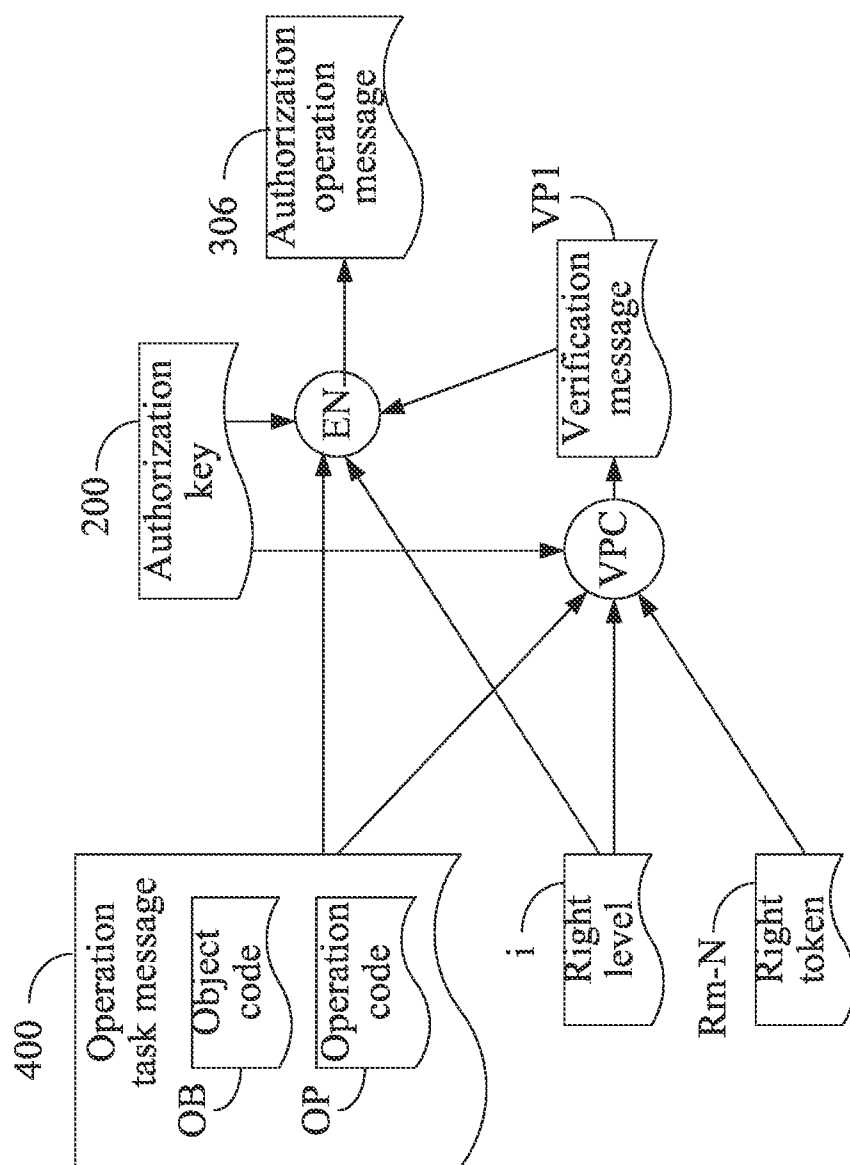 400
Operation
task message
OB
Object
code
OP
Operation
code
i
Right
level
Rm-N
Right
token
200
Authorization
key
EN
VPC
306
Authorization
operation
message
VP1
Verification
message